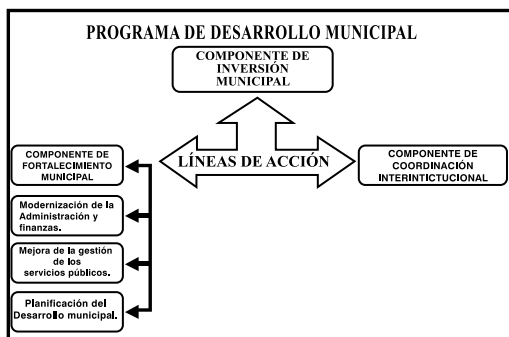 PROGRAMA DE DESARROLLO MUNICIPAL
COMPONENTE DE
INVERSIÓN
MUNICIPAL
LÍNEAS DE ACCIÓN
COMPONENTE DE
FORTALECIMIENTO
MUNICIPAL
COMPONENTE DE
COORDINACIÓN
INTERINTICTUCIONAL
Modernización de la
Administración y
finanzas.
Mejora de la gestión
de los
servicios públicos.
Planificación del
Desarrollo municipal.